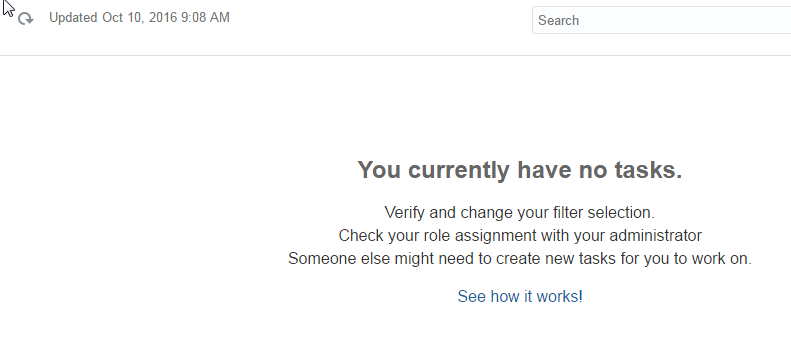 Updated Oct 10, 2016 9:08 AM
Search
You currently have no tasks.
Verify and change your filter selection.
Check your role assignment with your administrator
Someone else might need to create new tasks for you to work on.
See how it works!